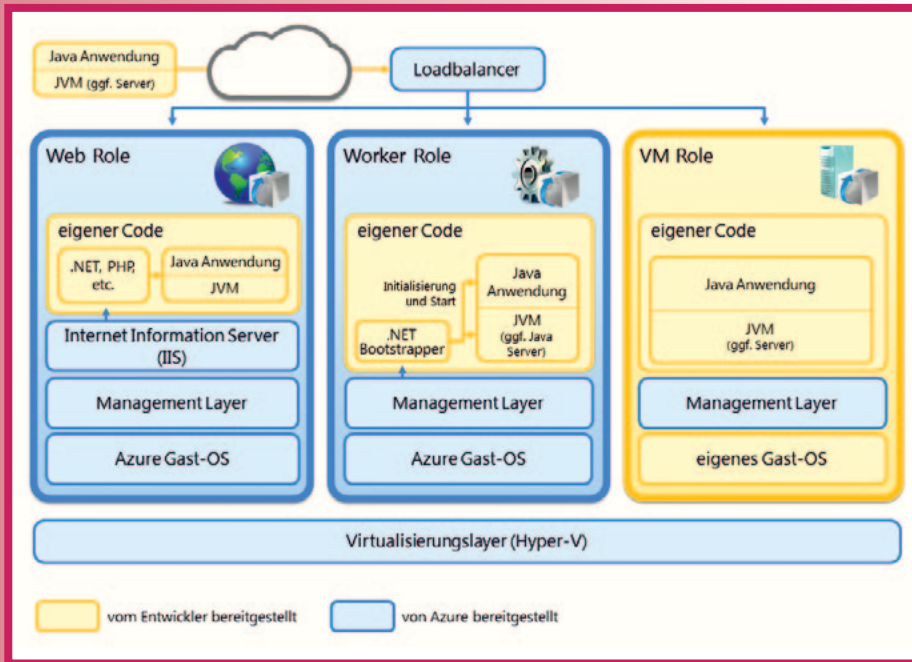 Java Anwendung
JVM (ggf. Server)
Loadbalancer
Web Role
eigener Code
.NET, PHP,
etc.
Java Anwendung
JVM
Internet Information Server
(IIS)
Management Layer
Azure Gast-OS
Worker Role
eigener Code
Initialisierung
und Start
Java
Anwendung
.NET
Bootstrapper
JVM
(ggf. Java
Server)
Management Layer
Azure Gast-OS
VM Role
eigener Code
Java Anwendung
JVM
(ggf. Server)
Management Layer
eigenes Gast-OS
Virtualisierungslayer (Hyper-V)
vom Entwickler bereitgestellt
von Azure bereitgestellt